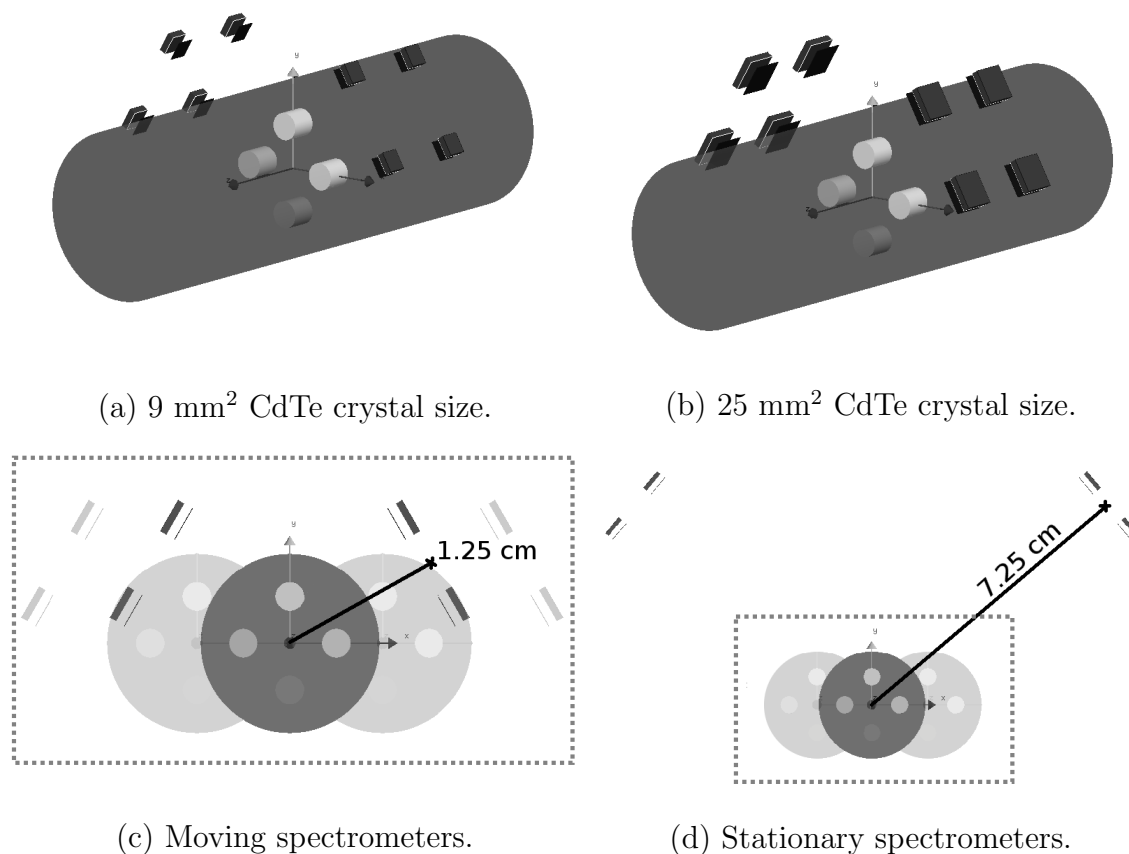 y
y
(a) 9 mm² CdTe crystal size.
(b) 25 mm² CdTe crystal size.
y
1.25 cm
x
7.25 cm
y
x
(c) Moving spectrometers.
(d) Stationary spectrometers.